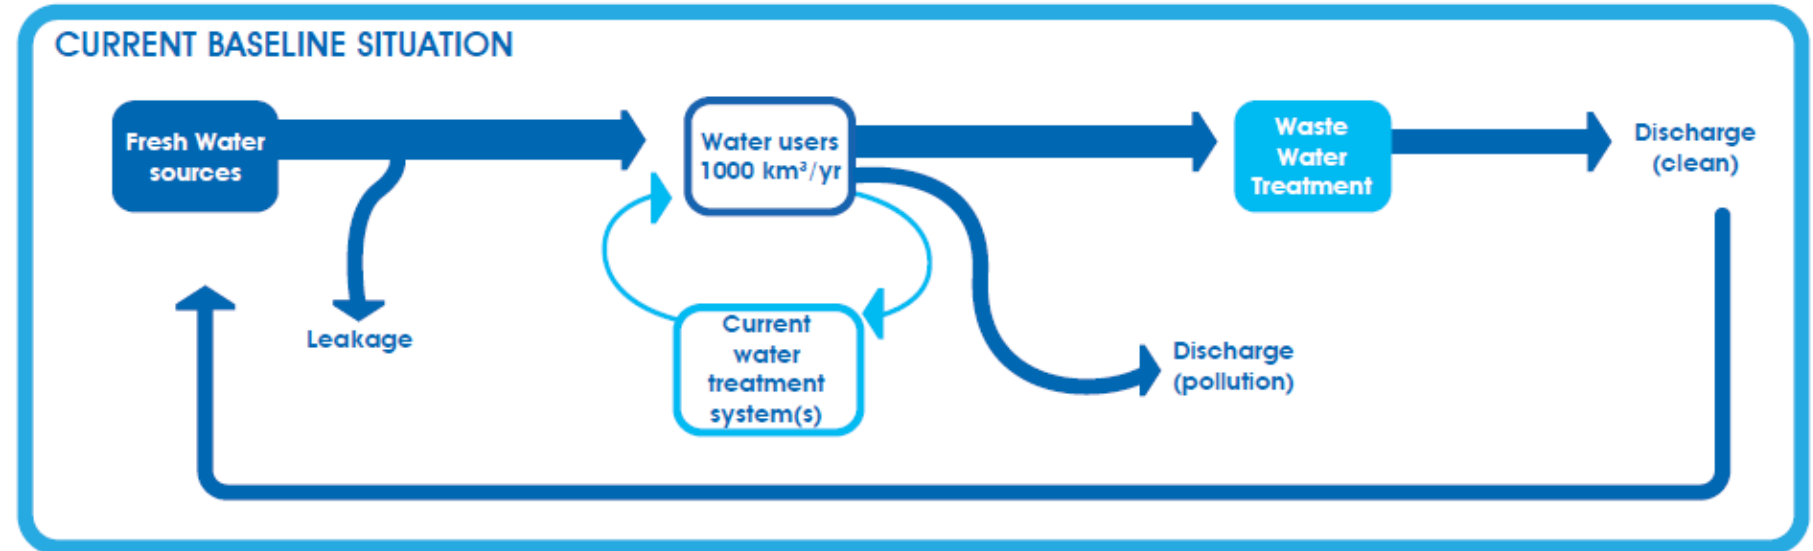 CURRENT BASELINE SITUATION
Fresh Water
sources
Water users
1000 km³/yr
Waste
Water
Treatment
Discharge
(clean)
Leakage
Current
water
treatment
system(s)
Discharge
(pollution)